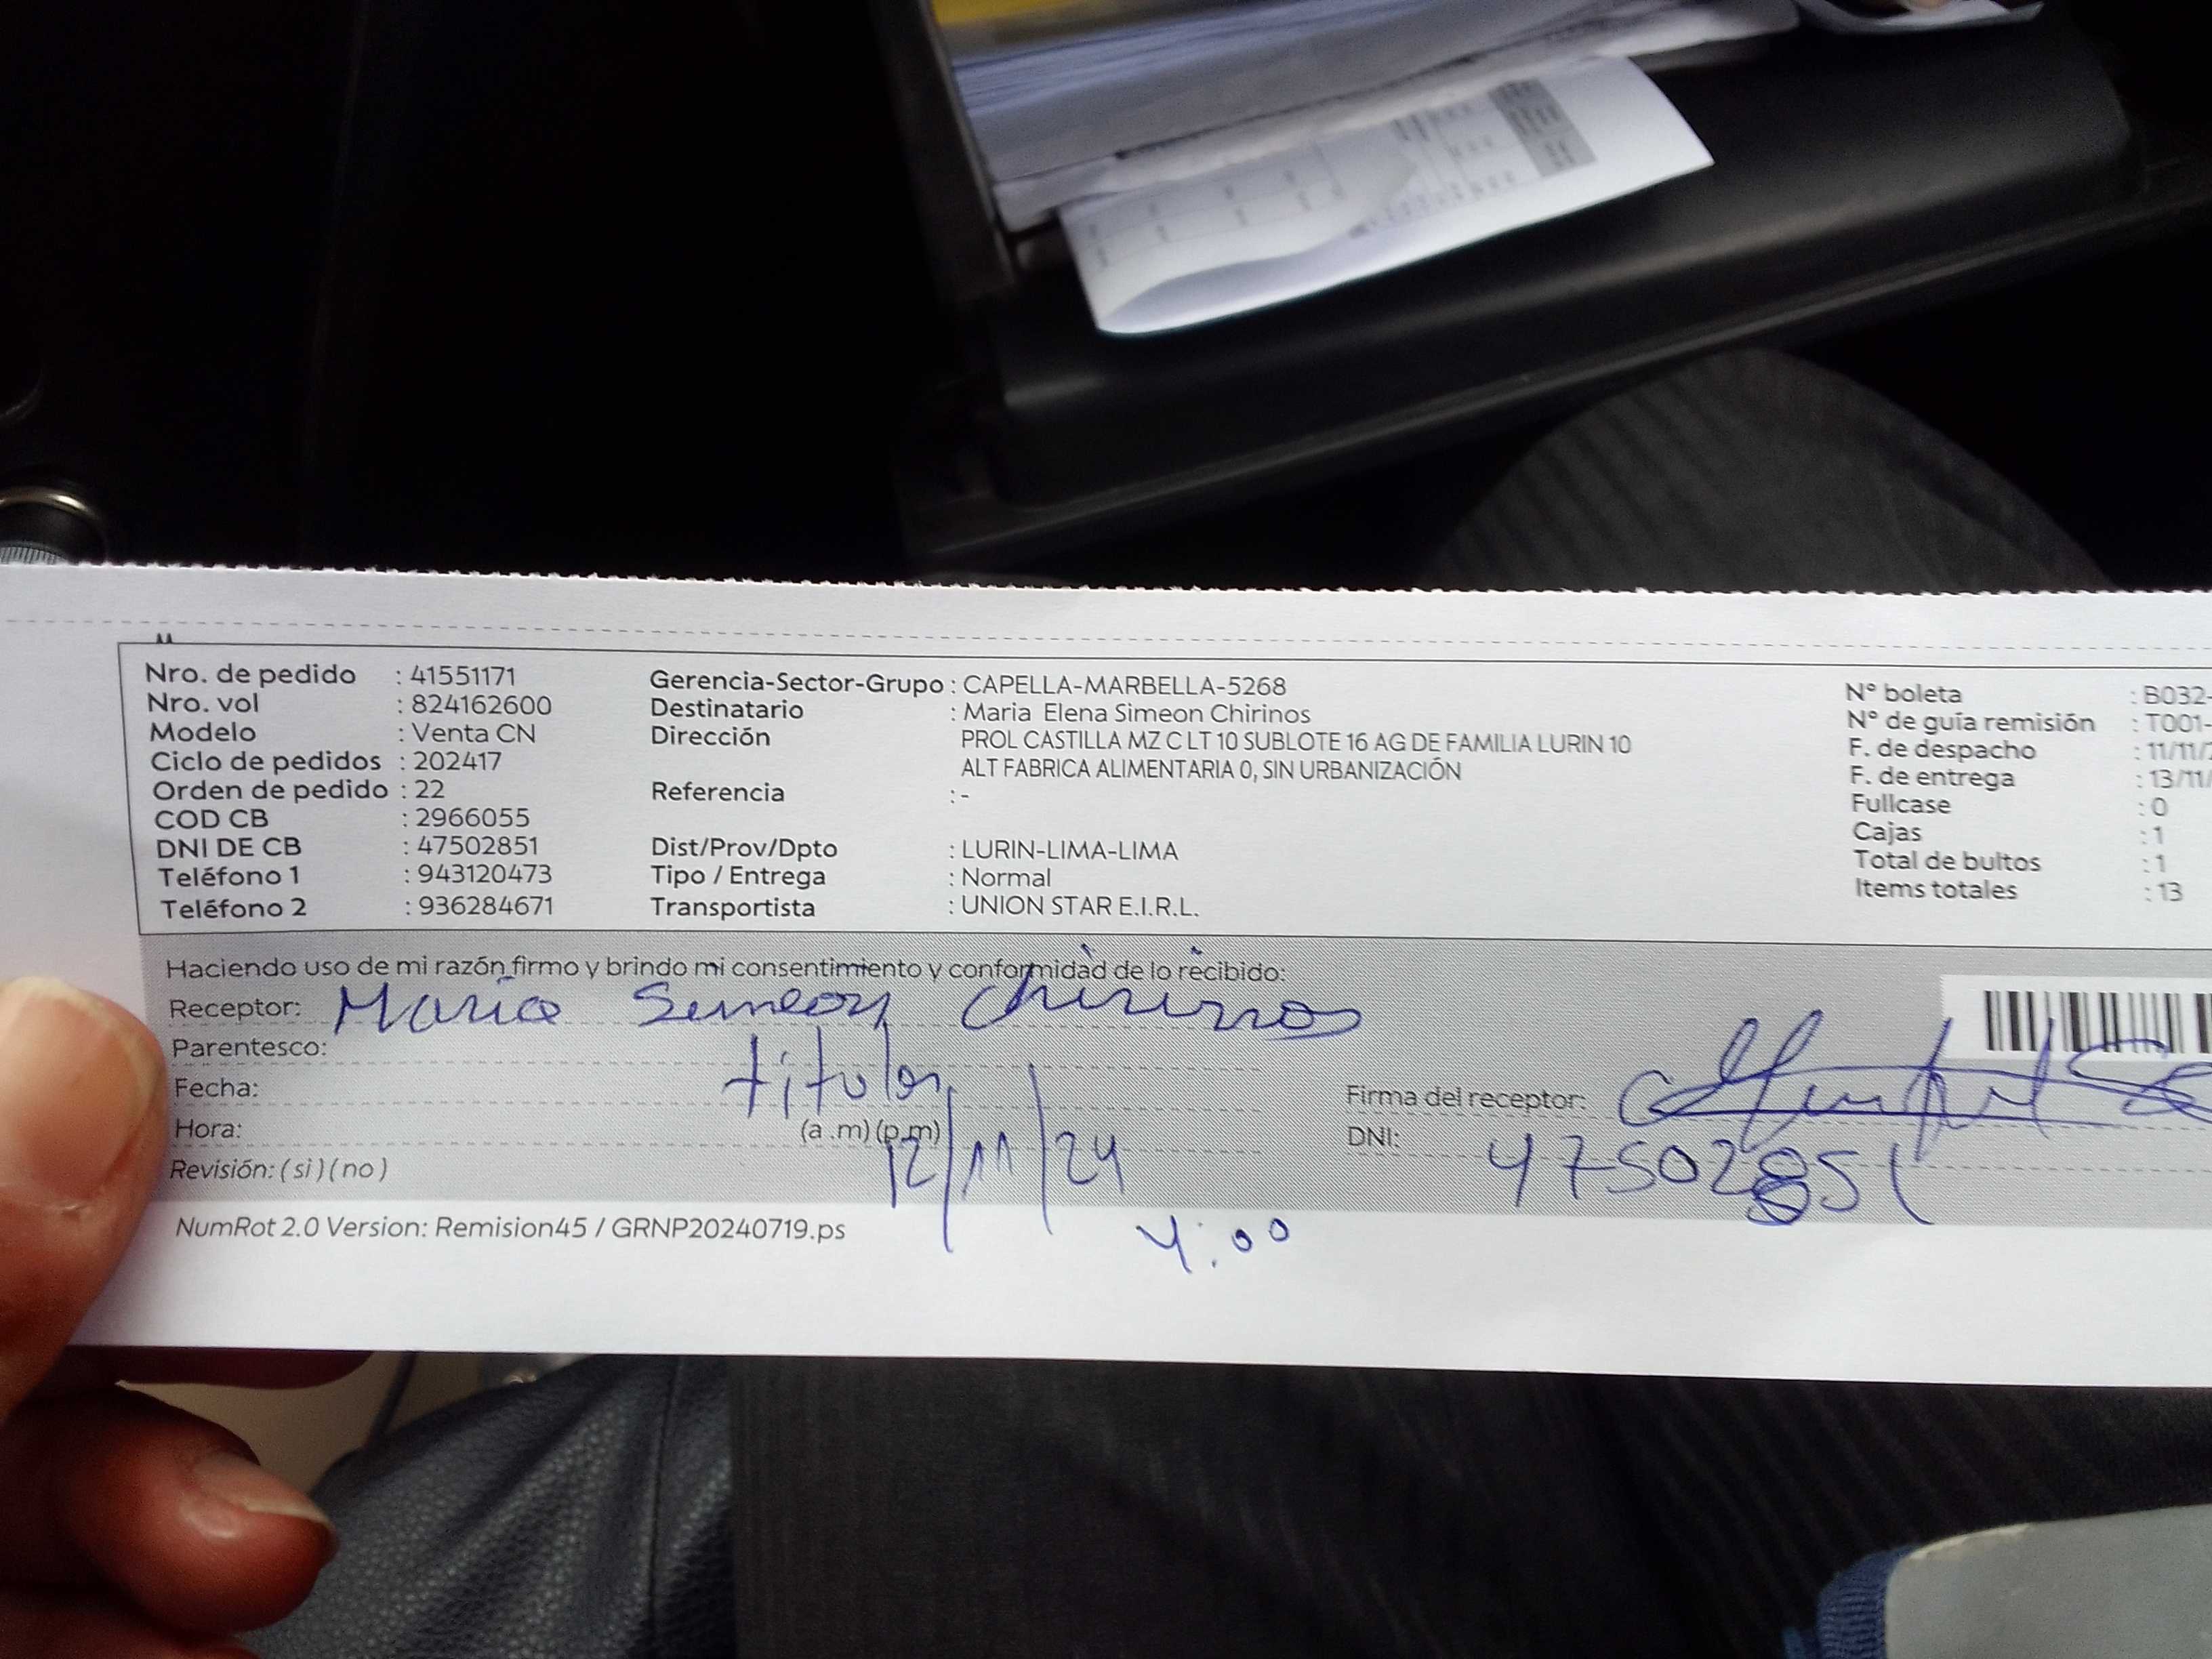 Nro. de pedido : 41551171
Nro. vol : 824162600
Modelo : Venta CN
Ciclo de pedidos : 202417
Orden de pedido : 22
COD CB : 2966055
DNI DE CB : 47502851
Teléfono 1 : 943120473
Teléfono 2 : 936284671
Gerencia-Sector-Grupo : CAPELLA-MARBELLA-5268
Destinatario : Maria Elena Simeon Chirinos
Dirección : PROL CASTILLA MZ C LT 10 SUBLOTE 16 AG DE FAMILIA LURIN 10
ALT FABRICA ALIMENTARIA 0, SIN URBANIZACIÓN
Referencia : -
Dist/Prov/Dpto : LURIN-LIMA-LIMA
Tipo / Entrega : Normal
Transportista : UNION STAR E.I.R.L.
N° boleta : B032-
N° de guía remisión : T001-
F. de despacho : 11/11/
F. de entrega : 13/11/
Fullcase : 0
Cajas : 1
Total de bultos : 1
Items totales : 13
Haciendo uso de mi razón firmo y brindo mi consentimiento y conformidad de lo recibido:
Receptor: Maria Simeon Chirinos
Parentesco: titular
Fecha: 12/11/24
Hora: (a .m) (p.m) 4:00
Revisión: ( si ) ( no )
Firma del receptor:
DNI: 47502851
NumRot 2.0 Version: Remision45 / GRNP20240719.ps